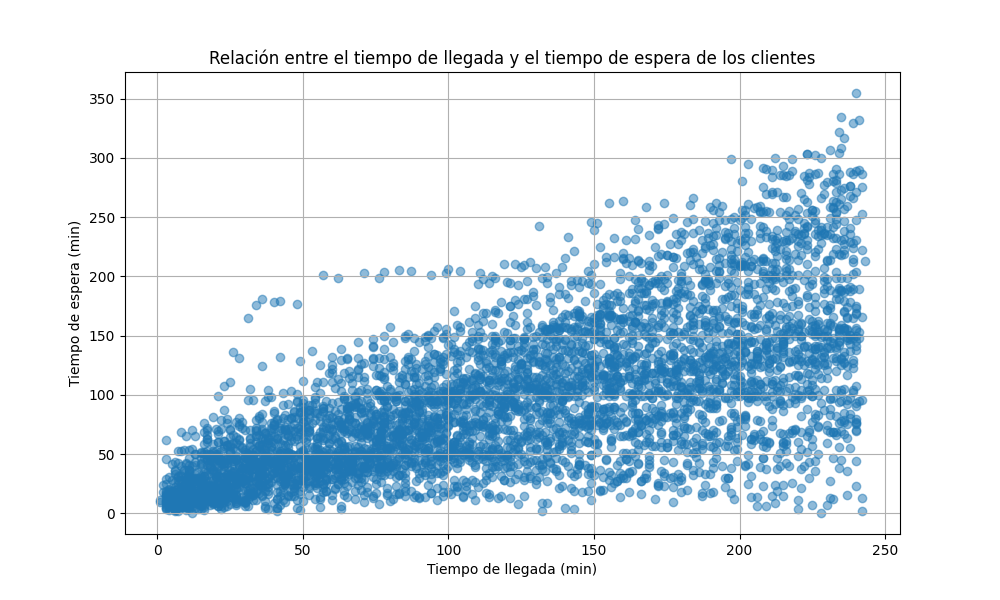 Relación entre el tiempo de llegada y el tiempo de espera de los clientes
350
300
250
200
150
100
50
0
Tiempo de espera (min)
0 50 100 150 200 250
Tiempo de llegada (min)